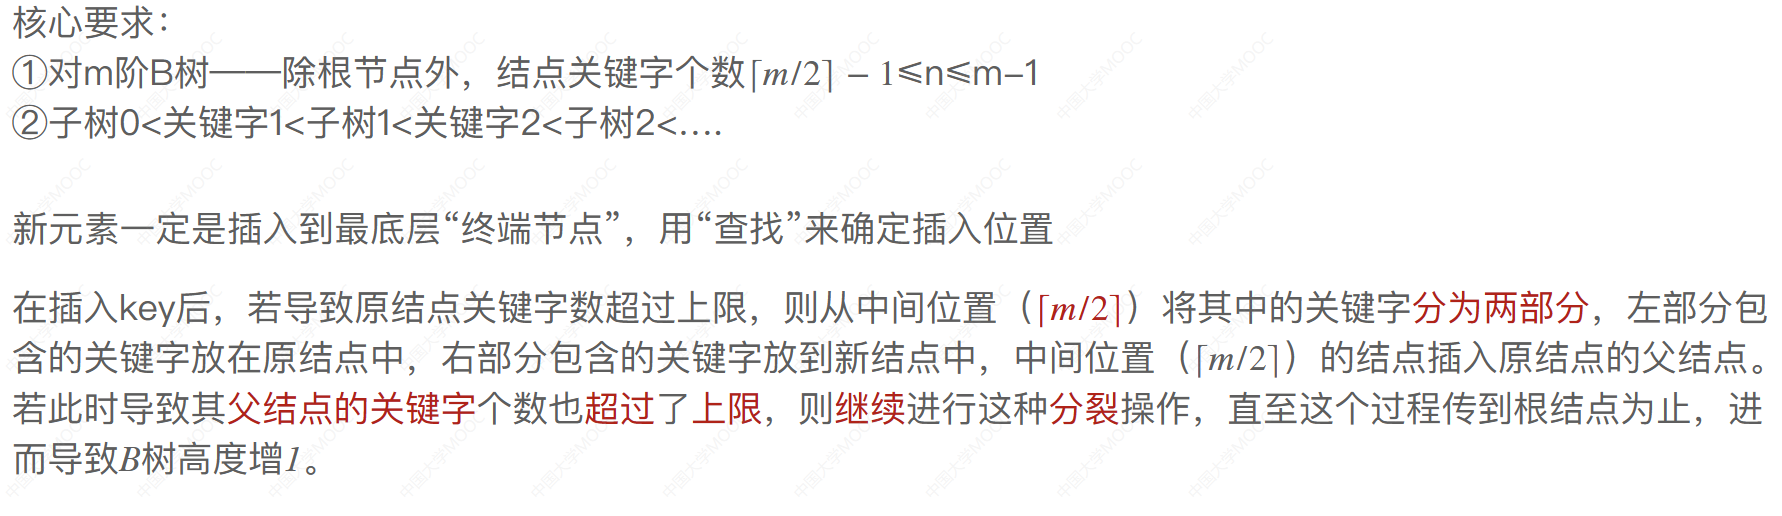 核心要求：
①对m阶B树——除根节点外，结点关键字个数⌈m/2⌉ – 1≤n≤m–1
②子树0<关键字1<子树1<关键字2<子树2<....
新元素一定是插入到最底层“终端节点”，用“查找”来确定插入位置
在插入key后，若导致原结点关键字数超过上限，则从中间位置（⌈m/2⌉）将其中的关键字分为两部分，左部分包
含的关键字放在原结点中，右部分包含的关键字放到新结点中，中间位置（⌈m/2⌉）的结点插入原结点的父结点。
若此时导致其父结点的关键字个数也超过了上限，则继续进行这种分裂操作，直至这个过程传到根结点为止，进
而导致B树高度增1。